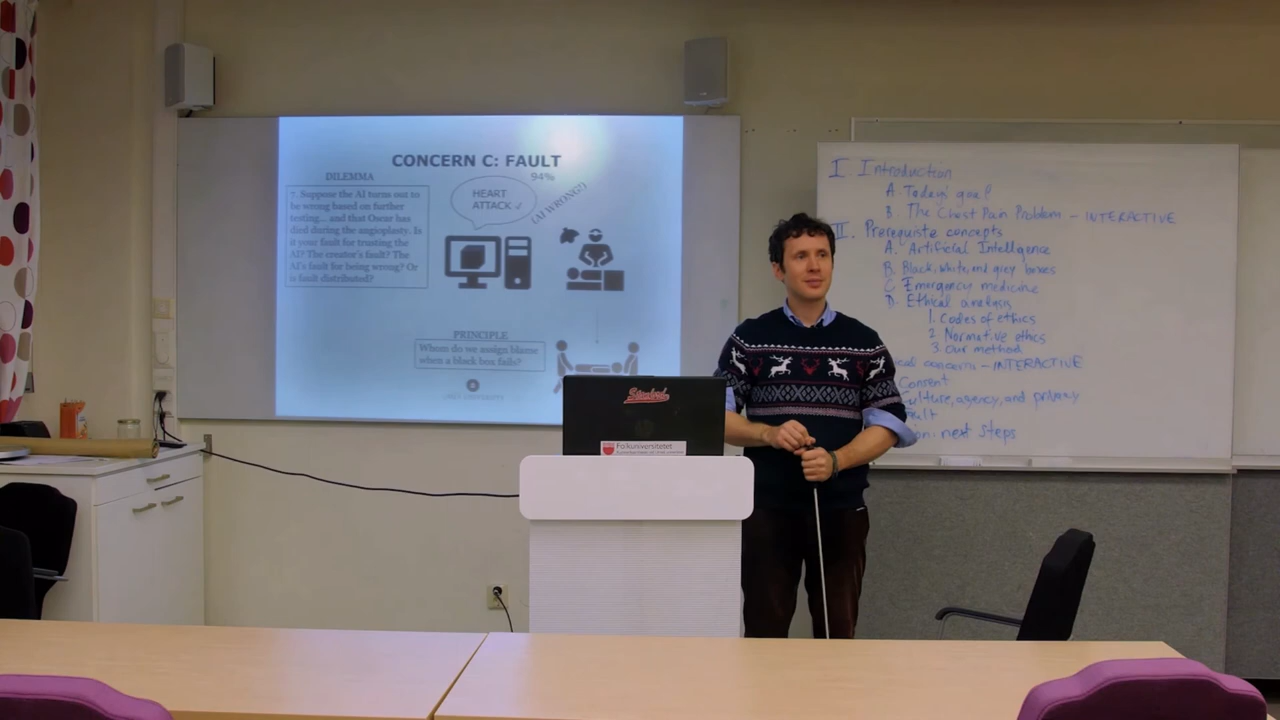 CONCERN C: FAULT
DILEMMA
7. Suppose the AI turns out to
be wrong based on further
testing... and that Oscar has
died during the angioplasty. Is
it your fault for trusting the
AI? The creator's fault? The
AI's fault for being wrong? Or
is fault distributed?
94%
HEART
ATTACK ✓
(AI WRONG?)
PRINCIPLE
Whom do we assign blame
when a black box fails?
Folkuniversitetet
I Introduction
A. Today's goal
B. The Chest Pain Problem - INTERACTIVE
II. Prerequiste concepts
A. Artificial Intelligence
B. Black, white, and grey boxes
C. Emergency medicine
D. Ethical analysis
1. Codes of ethics
2. Normative ethics
3. Our method
concerns - INTERACTIVE
Consent
Culture, agency, and privacy
next steps